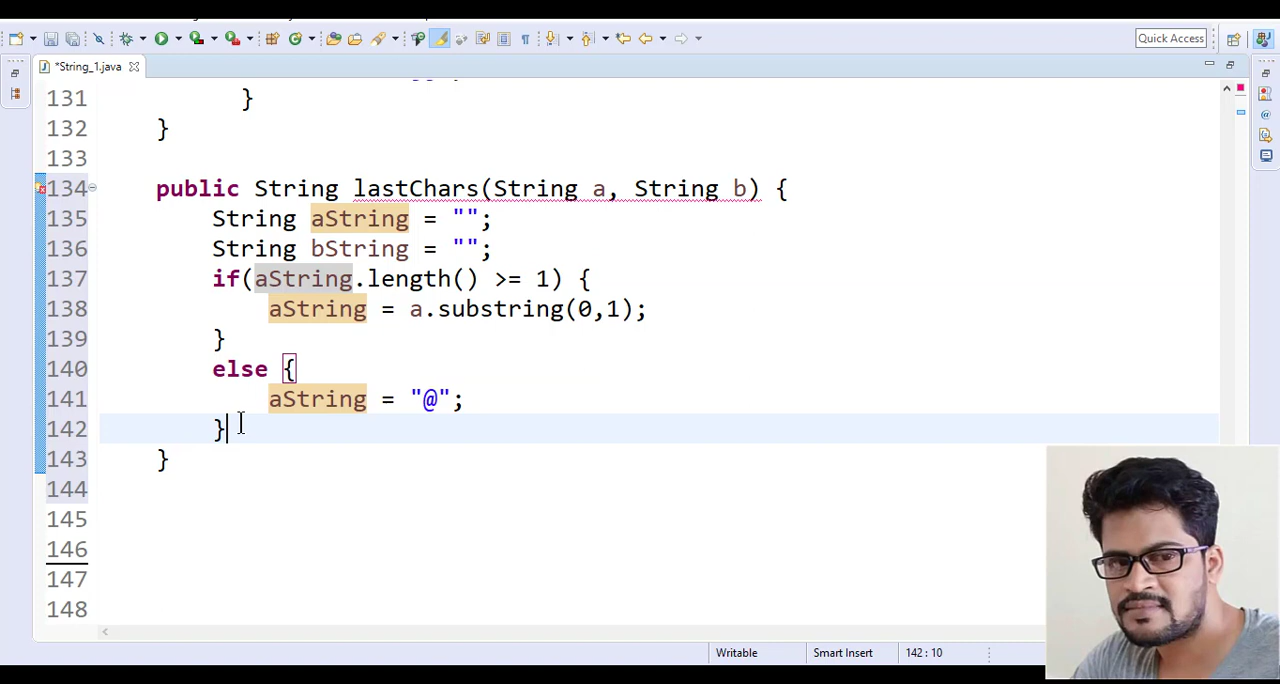 Quick Access
*String_1.java
131 }
132 }
133
134 public String lastChars(String a, String b) {
135 String aString = "";
136 String bString = "";
137 if(aString.length() >= 1) {
138 aString = a.substring(0,1);
139 }
140 else {
141 aString = "@";
142 }
143 }
144
145
146
147
148
Writable Smart Insert 142 : 10